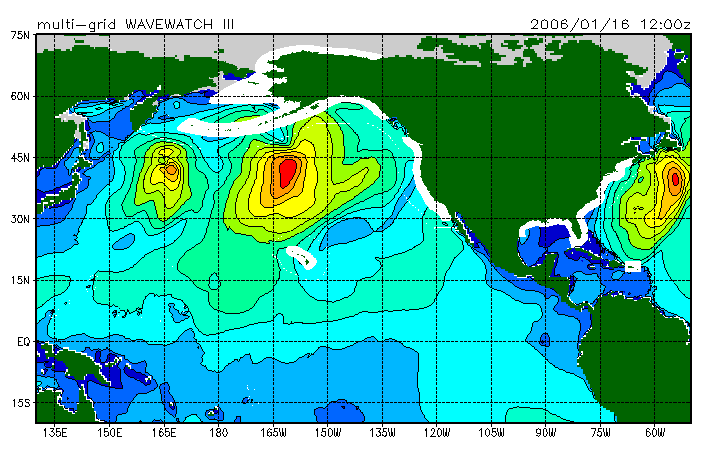 multi-grid WAVEWATCH III 2006/01/16 12:00z
75N
60N
45N
30N
15N
EQ
15S
135E 150E 165E 180 165W 150W 135W 120W 105W 90W 75W 60W